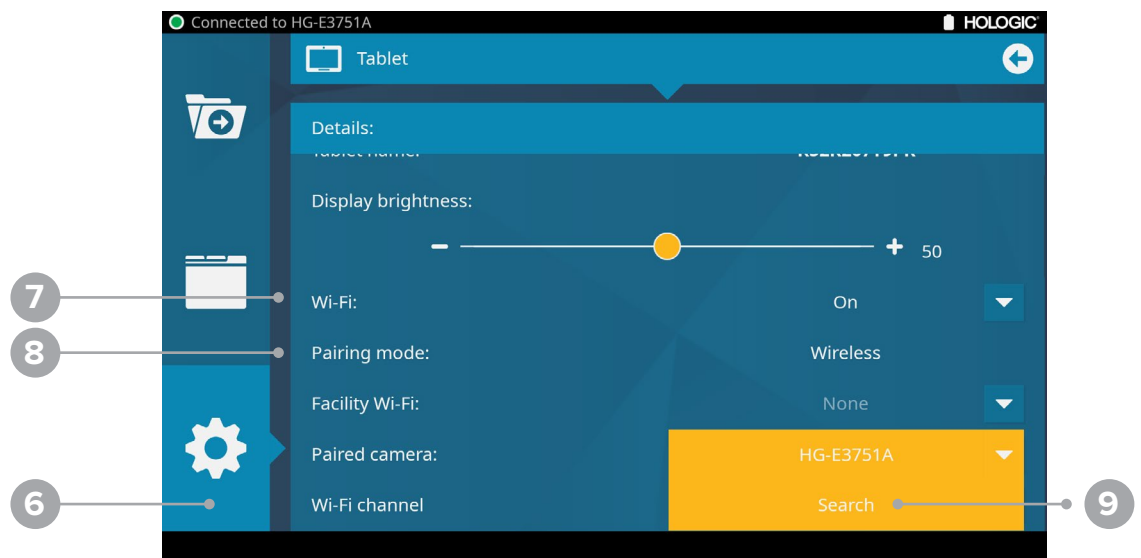 Connected to HG-E3751A HOLOGIC
Tablet
Details:
Display brightness:
50
7 Wi-Fi: On
8 Pairing mode: Wireless
Facility Wi-Fi: None
Paired camera: HG-E3751A
6 Wi-Fi channel Search 9